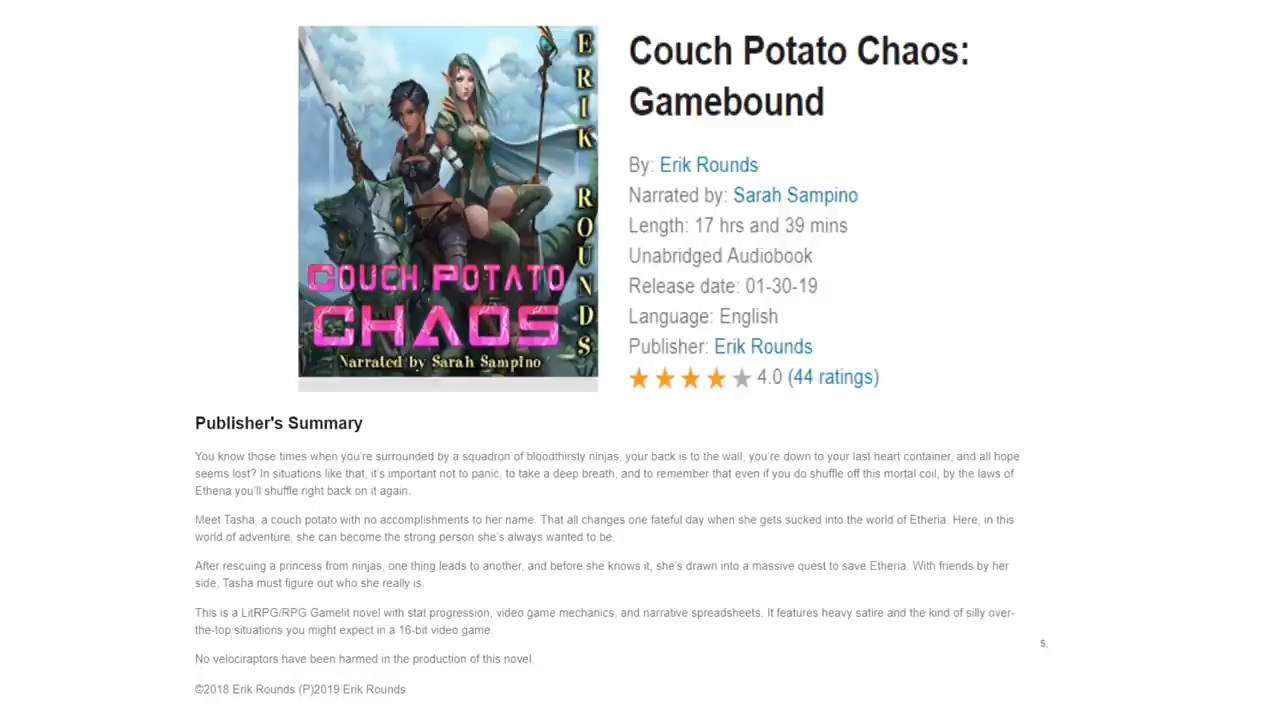 ERIK ROUNDS
COUCH POTATO
CHAOS
Narrated by Sarah Sampino
Couch Potato Chaos:
Gamebound
By: Erik Rounds
Narrated by: Sarah Sampino
Length: 17 hrs and 39 mins
Unabridged Audiobook
Release date: 01-30-19
Language: English
Publisher: Erik Rounds
4.0 (44 ratings)
Publisher's Summary
You know those times when you're surrounded by a squadron of bloodthirsty ninjas, your back is to the wall, you're down to your last heart container, and all hope
seems lost? In situations like that, it's important not to panic, to take a deep breath, and to remember that even if you do shuffle off this mortal coil, by the laws of
Etheria you'll shuffle right back on it again.
Meet Tasha, a couch potato with no accomplishments to her name. That all changes one fateful day when she gets sucked into the world of Etheria. Here, in this
world of adventure, she can become the strong person she's always wanted to be.
After rescuing a princess from ninjas, one thing leads to another, and before she knows it, she's drawn into a massive quest to save Etheria. With friends by her
side, Tasha must figure out who she really is.
This is a LitRPG/RPG Gamelit novel with stat progression, video game mechanics, and narrative spreadsheets. It features heavy satire and the kind of silly over-
the-top situations you might expect in a 16-bit video game.
s.
No velociraptors have been harmed in the production of this novel.
©2018 Erik Rounds (P)2019 Erik Rounds